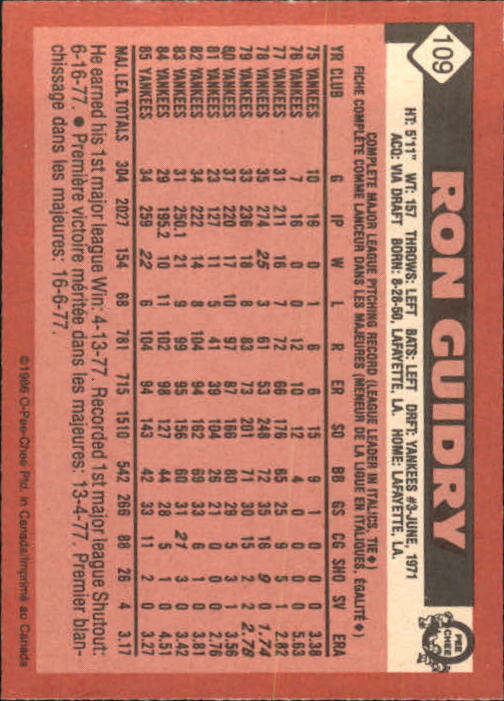 109
RON GUIDRY
O PEE CHEE
HT: 5'11" WT: 157 THROWS: LEFT BATS: LEFT DRFT: YANKEES #3-JUNE, 1971
ACQ: VIA DRAFT BORN: 8-28-50, LAFAYETTE, LA. HOME: LAFAYETTE, LA.
COMPLETE MAJOR LEAGUE PITCHING RECORD (LEAGUE LEADER IN ITALICS, TIE ♦)
FICHE COMPLÈTE COMME LANCEUR DANS LES MAJEURES (MENEUR DE LA LIGUE EN ITALIQUES, ÉGALITÉ ♦)
YR CLUB G IP W L R ER SO BB GS CG SHO SV ERA
75 YANKEES 10 16 0 1 6 6 15 9 1 0 0 0 3.38
76 YANKEES 7 16 0 0 12 10 12 4 0 0 0 0 5.63
77 YANKEES 31 211 16 7 72 66 176 65 25 9 5 1 2.82
78 YANKEES 35 274 25 3 61 53 248 72 35 16 9 0 1.74
79 YANKEES 33 236 18 8 83 73 201 71 30 15 2 2 2.78
80 YANKEES 37 220 17 10 97 87 166 80 29 5 3 1 3.56
81 YANKEES 23 127 11 5 41 39 104 26 21 0 0 0 2.76
82 YANKEES 34 222 14 8 104 94 162 69 33 6 1 0 3.81
83 YANKEES 31 250.1 21 9 99 95 156 60 31 21 3 0 3.42
84 YANKEES 29 195.2 10 11 102 98 127 44 28 5 1 0 4.51
85 YANKEES 34 259 22 6 104 94 143 42 33 11 2 0 3.27
MAJ. LEA. TOTALS 304 2027 154 68 781 715 1510 542 266 88 26 4 3.17
He earned his 1st major league Win: 4-13-77. Recorded 1st major league Shutout:
6-16-77. ● Première victoire méritée dans les majeures: 13-4-77. Premier blan-
chissage dans les majeures: 16-6-77.
©1986 O-Pee-Chee Ptd. in Canada/Imprimé au Canada